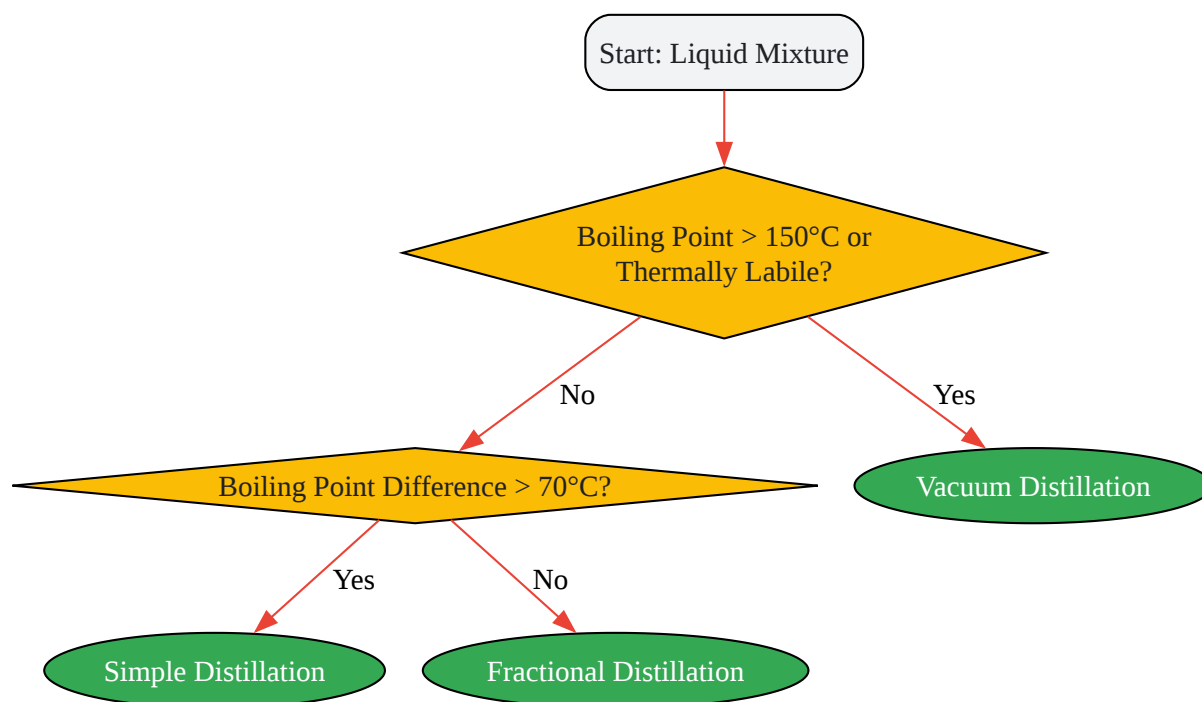 Start: Liquid Mixture
Boiling Point > 150°C or
Thermally Labile?
No
Yes
Boiling Point Difference > 70°C?
Vacuum Distillation
Yes
No
Simple Distillation
Fractional Distillation